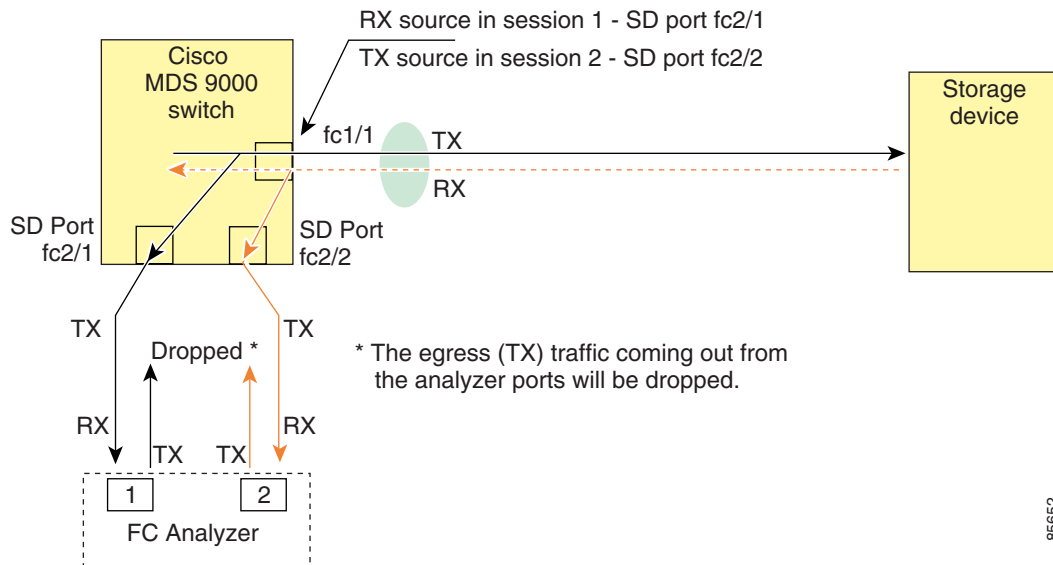 RX source in session 1 - SD port fc2/1
TX source in session 2 - SD port fc2/2
Cisco
MDS 9000
switch
Storage
device
fc1/1
TX
RX
SD Port
fc2/1
SD Port
fc2/2
TX
TX
Dropped *
* The egress (TX) traffic coming out from
the analyzer ports will be dropped.
RX
TX
TX
RX
1
2
FC Analyzer
85652